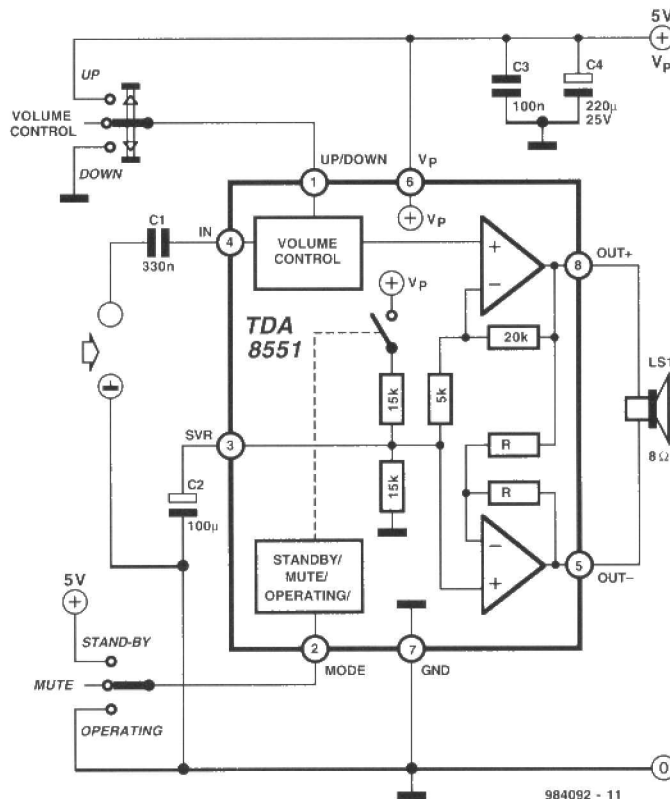 5V
VP
UP
VOLUME
CONTROL
DOWN
C3
100n
C4
220µ
25V
UP/DOWN
VP
1
6
VP
C1
330n
IN
4
VOLUME
CONTROL
+
−
8
OUT+
VP
TDA
8551
20k
15k
5k
LS1
8Ω
SVR
3
R
15k
R
C2
100µ
−
+
5
OUT−
STANDBY/
MUTE/
OPERATING/
5V
STAND-BY
MUTE
OPERATING
2
MODE
7
GND
0
984092 - 11